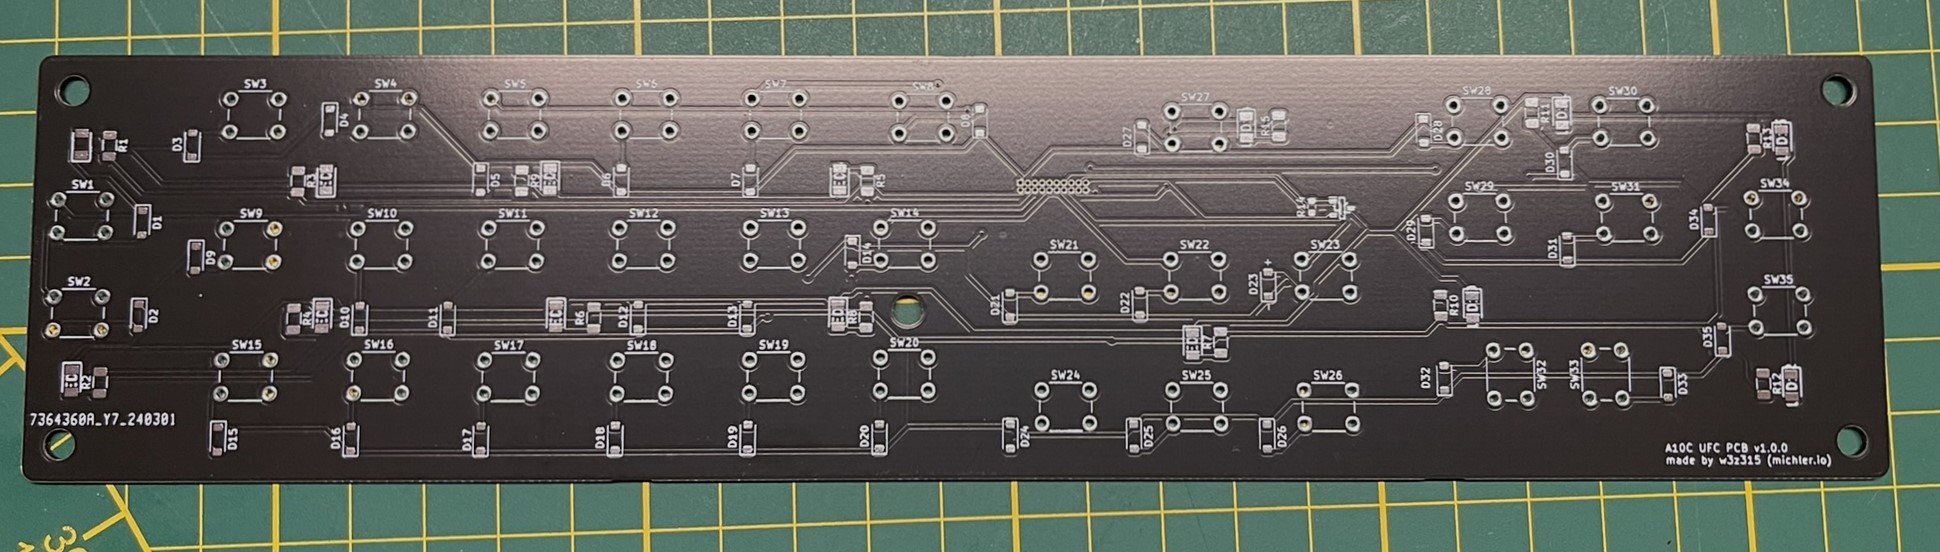 SW3 SW4 SW5 SW6 SW7 SW8 SW27 SW28 SW30
R1 D3 D4 D8 D27 R15 D28 R11 D30 R13
R3 D5 R9 D6 D7 R5
SW1 D1 SW9 SW10 SW11 SW12 SW13 SW14 R14 SW29 SW31 SW34
D9 D14 SW21 SW22 SW23 D29 D31 D34
SW2 D2 R4 D10 D11 R6 D12 D13 R8 D21 D22 D23 + R10 SW35
SW15 SW16 SW17 SW18 SW19 SW20 R7 D35
R2 SW24 SW25 SW26 D32 SW32 SW33 D33 R12
7364360A_Y7_240301
D15 D16 D17 D18 D19 D20 D24 D25 D26
A10C UFC PCB v1.0.0
made by w3z315 (michler.io)